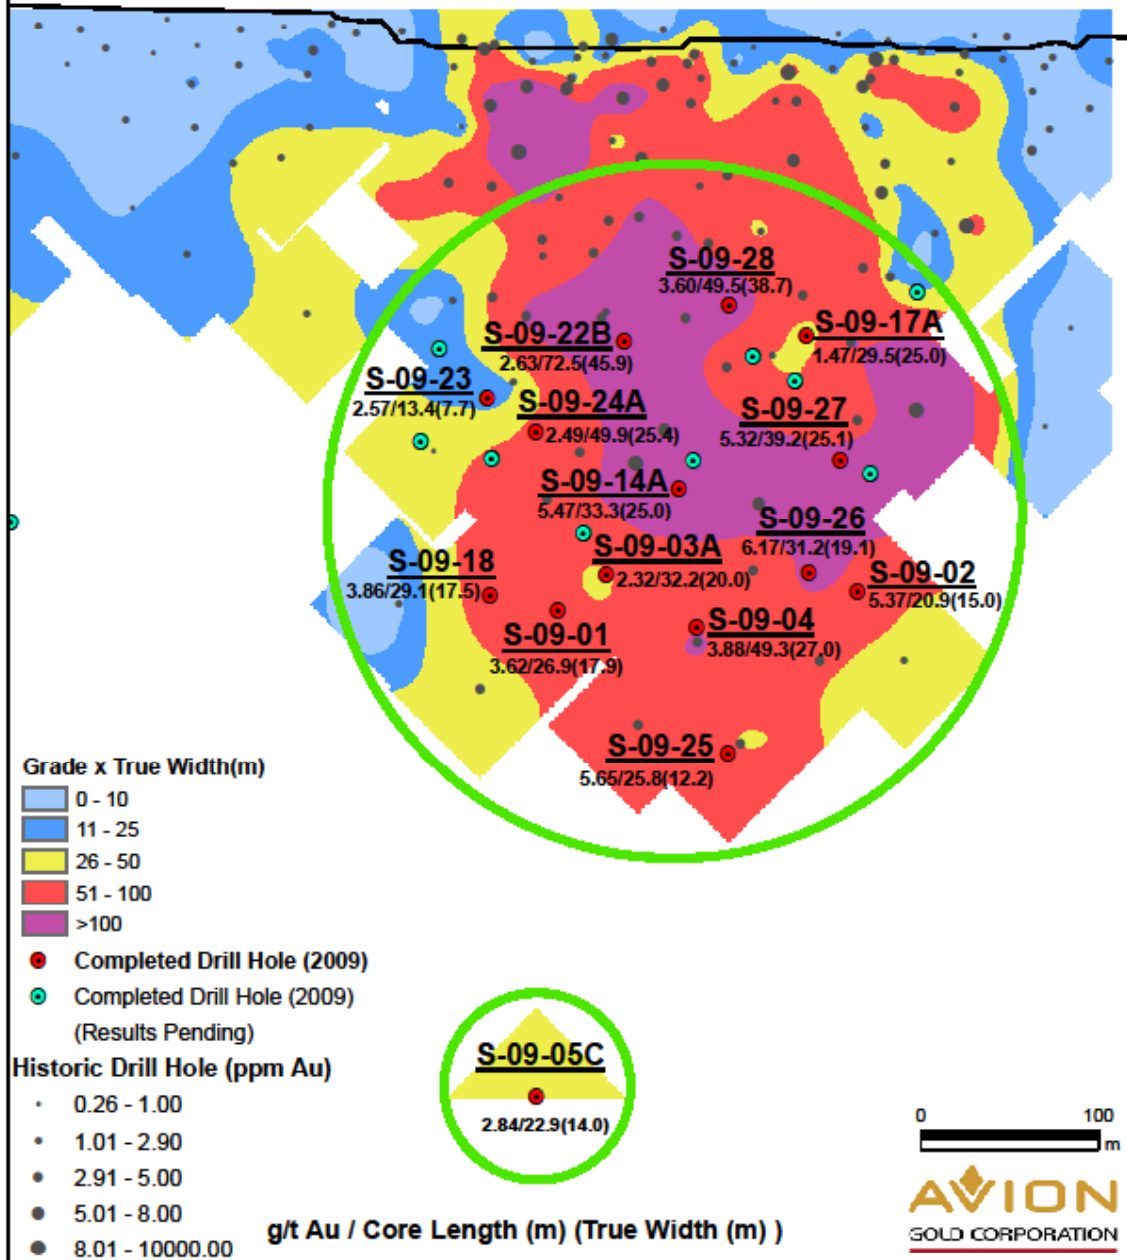 S-09-28
3.60/49.5(38.7)
S-09-22B
2.63/72.5(45.9)
S-09-17A
1.47/29.5(25.0)
S-09-23
2.57/13.4(7.7)
S-09-24A
2.49/49.9(25.4)
S-09-27
5.32/39.2(25.1)
S-09-14A
5.47/33.3(25.0)
S-09-26
6.17/31.2(19.1)
S-09-03A
2.32/32.2(20.0)
S-09-18
3.86/29.1(17.5)
S-09-02
5.37/20.9(15.0)
S-09-01
3.62/26.9(17.9)
S-09-04
3.88/49.3(27.0)
S-09-25
5.65/25.8(12.2)
Grade x True Width(m)
0 - 10
11 - 25
26 - 50
51 - 100
>100
Completed Drill Hole (2009)
Completed Drill Hole (2009)
(Results Pending)
Historic Drill Hole (ppm Au)
0.26 - 1.00
1.01 - 2.90
2.91 - 5.00
5.01 - 8.00
8.01 - 10000.00
S-09-05C
2.84/22.9(14.0)
g/t Au / Core Length (m) (True Width (m) )
0 100
m
AVION
GOLD CORPORATION